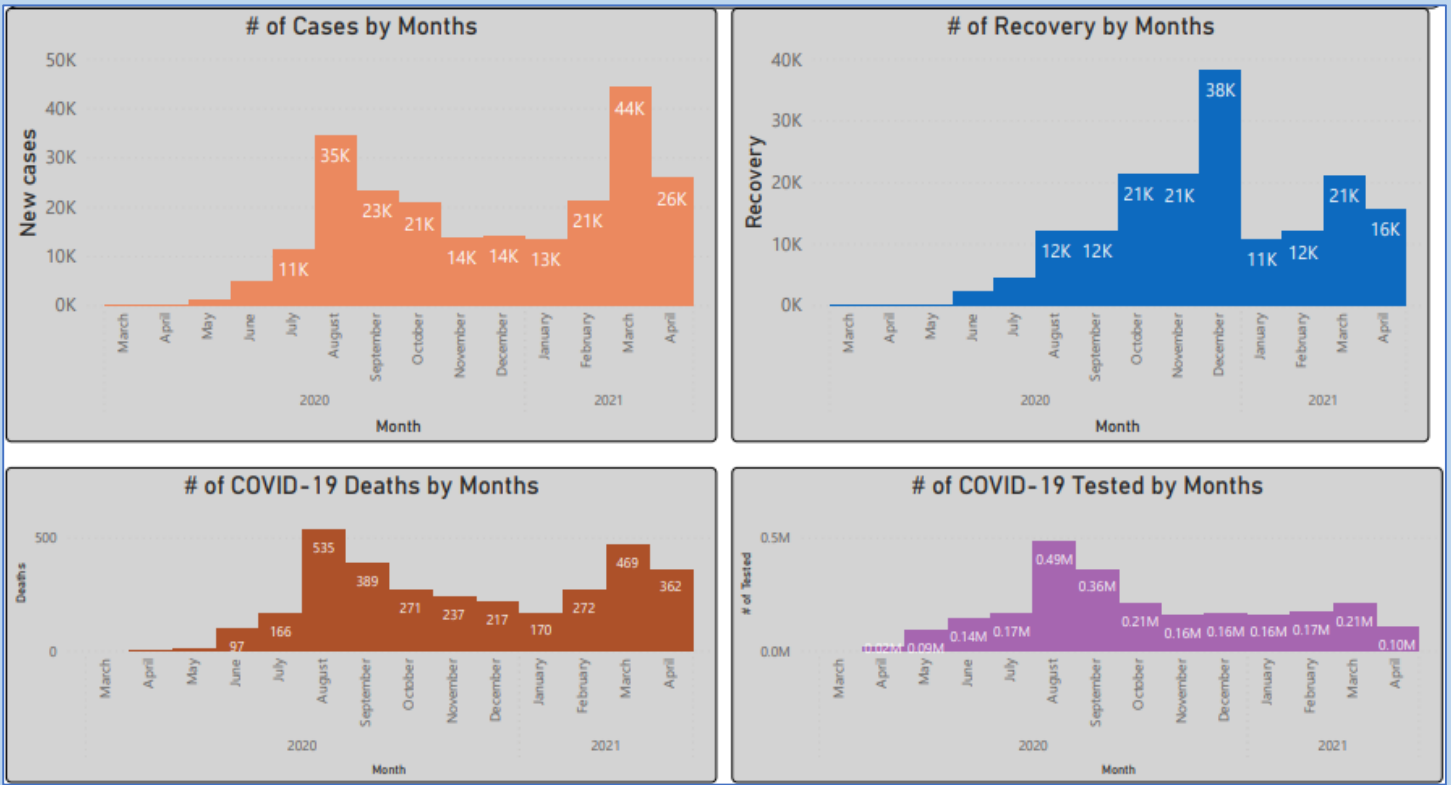 # of Cases by Months
New cases
50K
40K
30K
20K
10K
0K
11K
35K
23K
21K
14K
14K
13K
21K
44K
26K
March
April
May
June
July
August
September
October
November
December
January
February
March
April
2020
2021
Month
# of Recovery by Months
Recovery
40K
30K
20K
10K
0K
12K
12K
21K
21K
38K
11K
12K
21K
16K
March
April
May
June
July
August
September
October
November
December
January
February
March
April
2020
2021
Month
# of COVID-19 Deaths by Months
Deaths
500
0
97
166
535
389
271
237
217
170
272
469
362
March
April
May
June
July
August
September
October
November
December
January
February
March
April
2020
2021
Month
# of COVID-19 Tested by Months
# of Tested
0.5M
0.0M
0.02M
0.09M
0.14M
0.17M
0.49M
0.36M
0.21M
0.16M
0.16M
0.16M
0.17M
0.21M
0.10M
March
April
May
June
July
August
September
October
November
December
January
February
March
April
2020
2021
Month